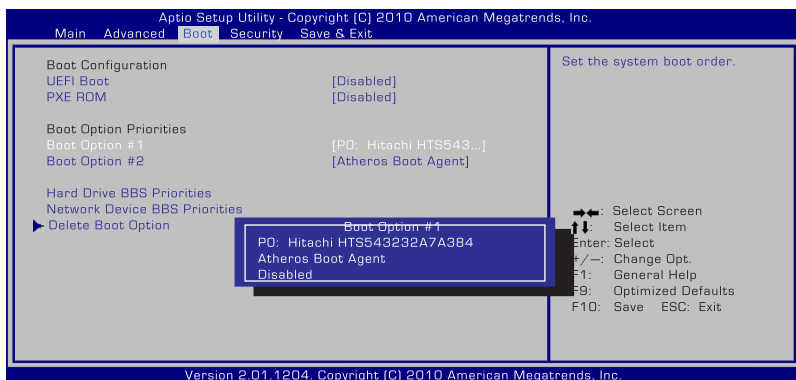 Aptio Setup Utility - Copyright (C) 2010 American Megatrends, Inc.
Main Advanced Boot Security Save & Exit
Boot Configuration
UEFI Boot [Disabled]
PXE ROM [Disabled]
Boot Option Priorities
Boot Option #1 [P0: Hitachi HTS543...]
Boot Option #2 [Atheros Boot Agent]
Hard Drive BBS Priorities
Network Device BBS Priorities
Delete Boot Option
Boot Option #1
P0: Hitachi HTS543232A7A384
Atheros Boot Agent
Disabled
Set the system boot order.
→←: Select Screen
↑↓: Select Item
Enter: Select
+/—: Change Opt.
F1: General Help
F9: Optimized Defaults
F10: Save ESC: Exit
Version 2.01.1204. Copyright (C) 2010 American Megatrends, Inc.